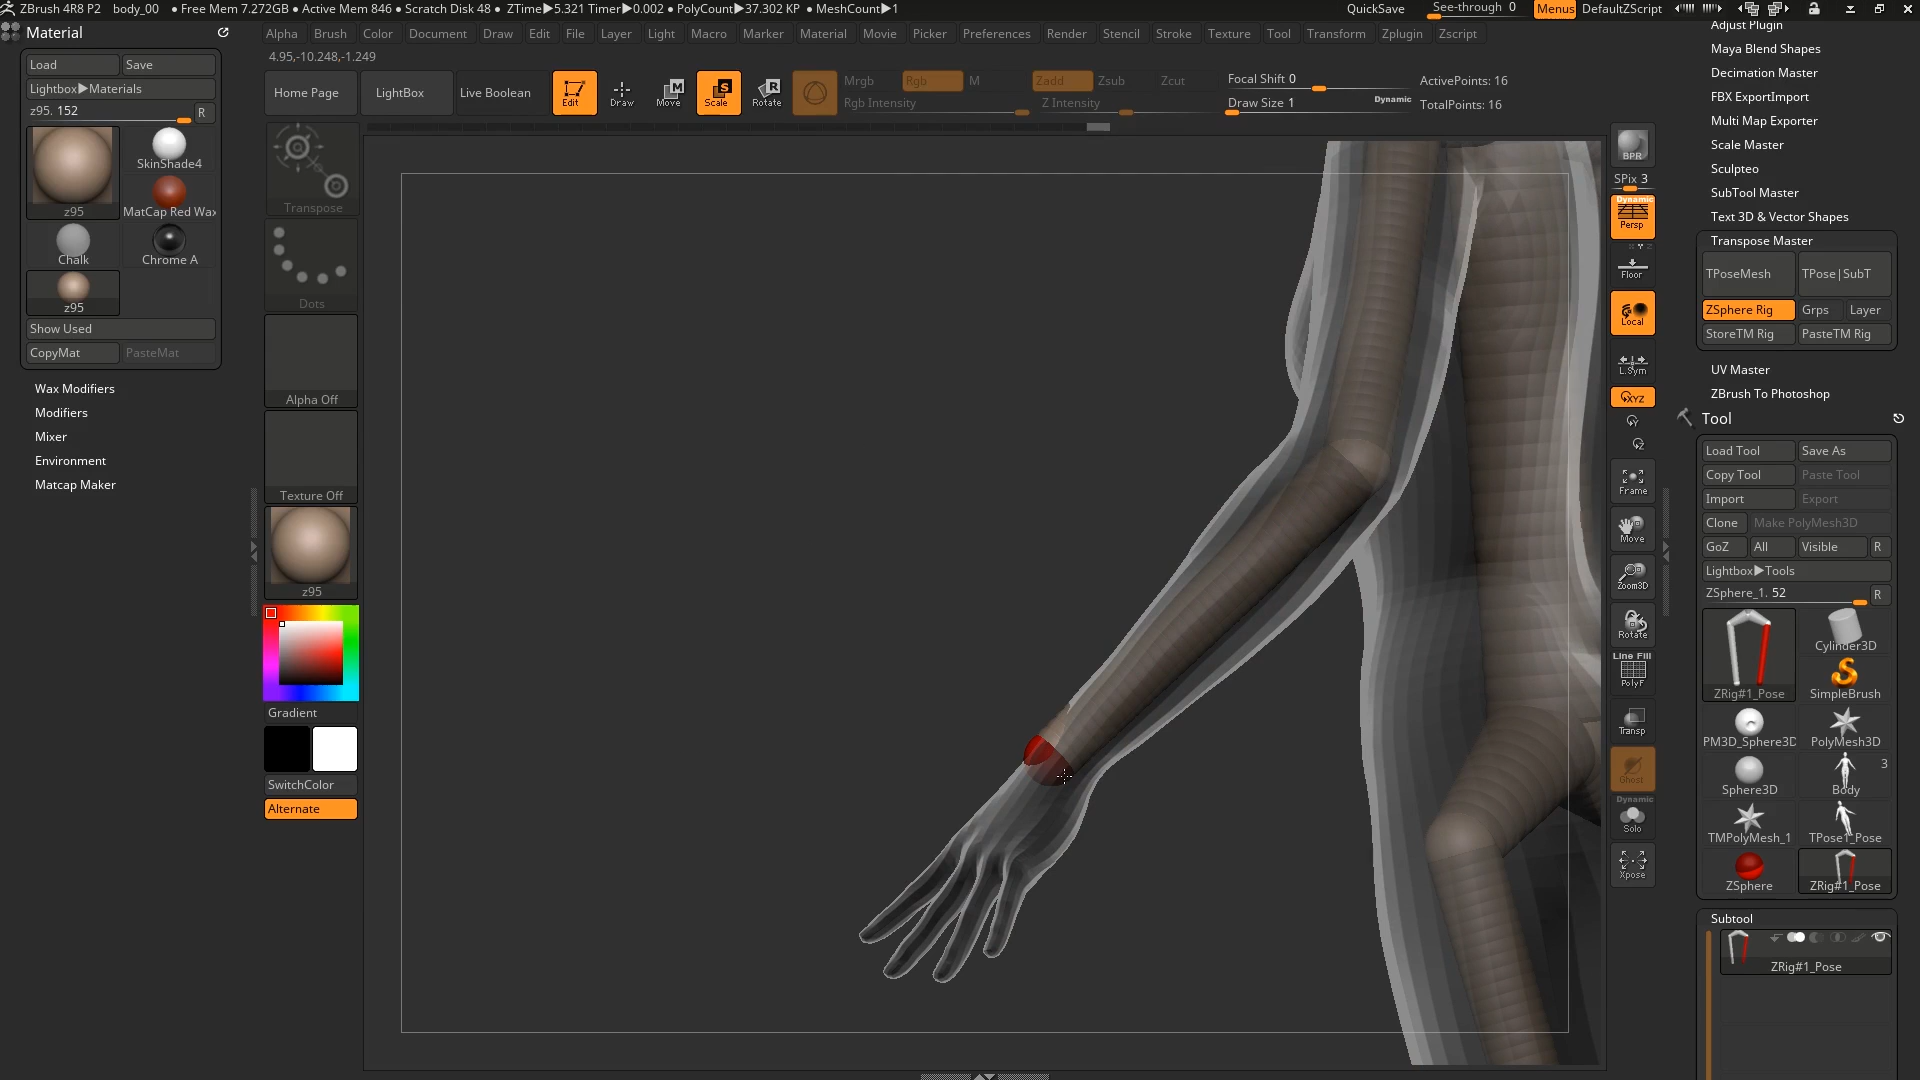 ZBrush 4R8 P2 body_00 • Free Mem 7.272GB • Active Mem 846 • Scratch Disk 48 • ZTime▶5.321 Timer▶0.002 • PolyCount▶37.302 KP • MeshCount▶1 QuickSave See-through 0 Menus DefaultZScript
Material
Alpha Brush Color Document Draw Edit File Layer Light Macro Marker Material Movie Picker Preferences Render Stencil Stroke Texture Tool Transform Zplugin Zscript
4.95,-10.248,-1.249
Load Save
Lightbox▶Materials
z95. 152 R
z95
SkinShade4
MatCap Red Wax
Chalk Chrome A
z95
Show Used
CopyMat PasteMat
Wax Modifiers
Modifiers
Mixer
Environment
Matcap Maker
Home Page LightBox Live Boolean Edit Draw Move Scale Rotate
M S R
Mrgb Rgb M Zadd Zsub Zcut
Rgb Intensity Z Intensity
Focal Shift 0
Draw Size 1 Dynamic
ActivePoints: 16
TotalPoints: 16
Transpose
Dots
Alpha Off
Texture Off
z95
Gradient
SwitchColor
Alternate
BPR
SPix 3
Dynamic
Persp
Floor
Local
L.Sym
XYZ
Y
Z
Frame
Move
Zoom3D
Rotate
Line Fill
PolyF
Transp
Ghost
Dynamic
Solo
Xpose
Adjust Plugin
Maya Blend Shapes
Decimation Master
FBX ExportImport
Multi Map Exporter
Scale Master
Sculpteo
SubTool Master
Text 3D & Vector Shapes
Transpose Master
TPoseMesh TPose|SubT
ZSphere Rig Grps Layer
StoreTM Rig PasteTM Rig
UV Master
ZBrush To Photoshop
Tool
Load Tool Save As
Copy Tool Paste Tool
Import Export
Clone Make PolyMesh3D
GoZ All Visible R
Lightbox▶Tools
ZSphere_1. 52 R
ZRig#1_Pose
Cylinder3D
SimpleBrush
PM3D_Sphere3D PolyMesh3D
3
Sphere3D Body
TMPolyMesh_1 TPose1_Pose
ZSphere ZRig#1_Pose
Subtool
ZRig#1_Pose